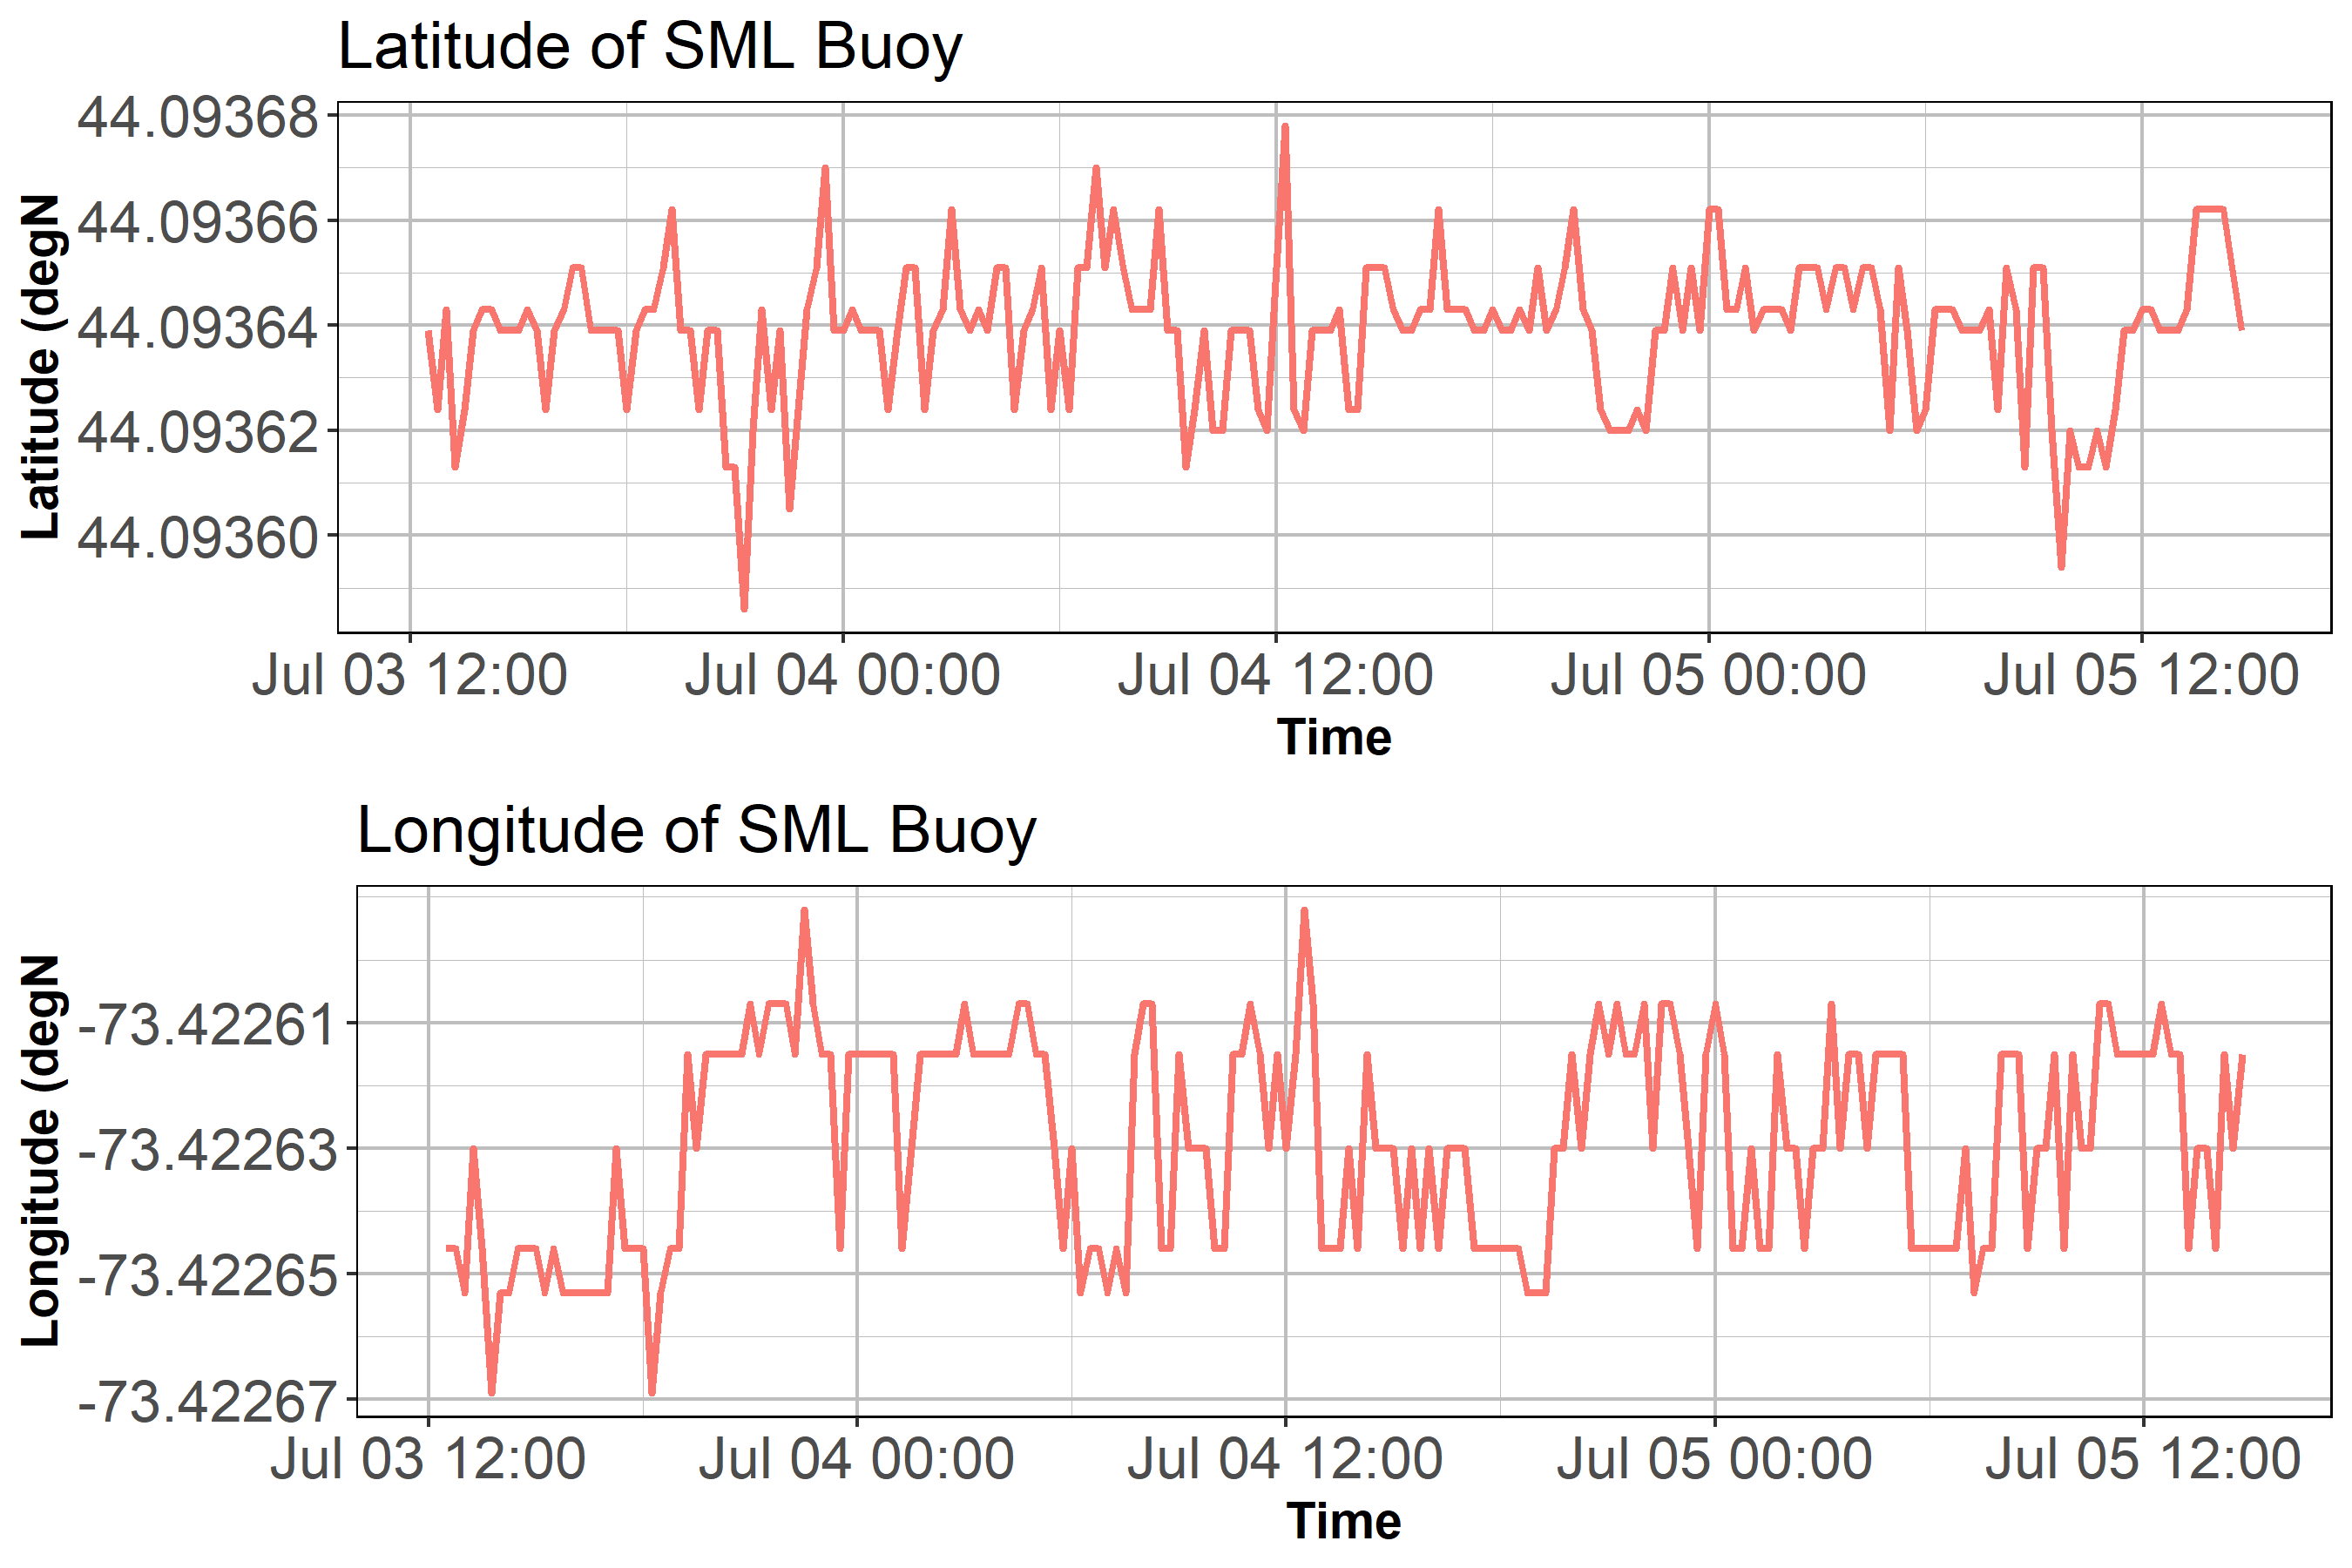 Latitude of SML Buoy
44.09368
44.09366
44.09364
44.09362
44.09360
Latitude (degN
Jul 03 12:00 Jul 04 00:00 Jul 04 12:00 Jul 05 00:00 Jul 05 12:00
Time
Longitude of SML Buoy
-73.42261
-73.42263
-73.42265
-73.42267
Longitude (degN
Jul 03 12:00 Jul 04 00:00 Jul 04 12:00 Jul 05 00:00 Jul 05 12:00
Time